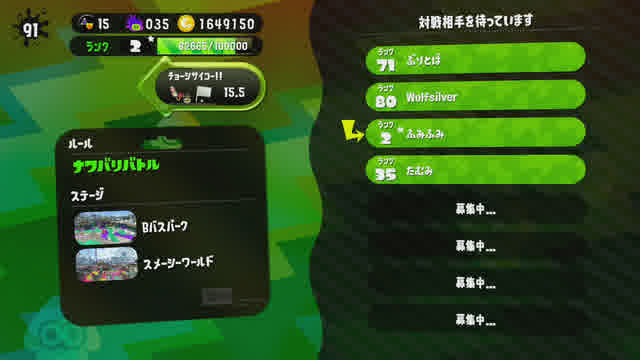 91
15
035
1649150
ランク
2
62665/100000
チョーシサイコー!!
15.5
ルール
ナワバリバトル
ステージ
Bバスパーク
スメーシーワールド
対戦相手を待っています
ランク
71
ぷりとば
ランク
80
Wolfsilver
ランク
2
ふみふみ
ランク
35
たむみ
募集中...
募集中...
募集中...
募集中...